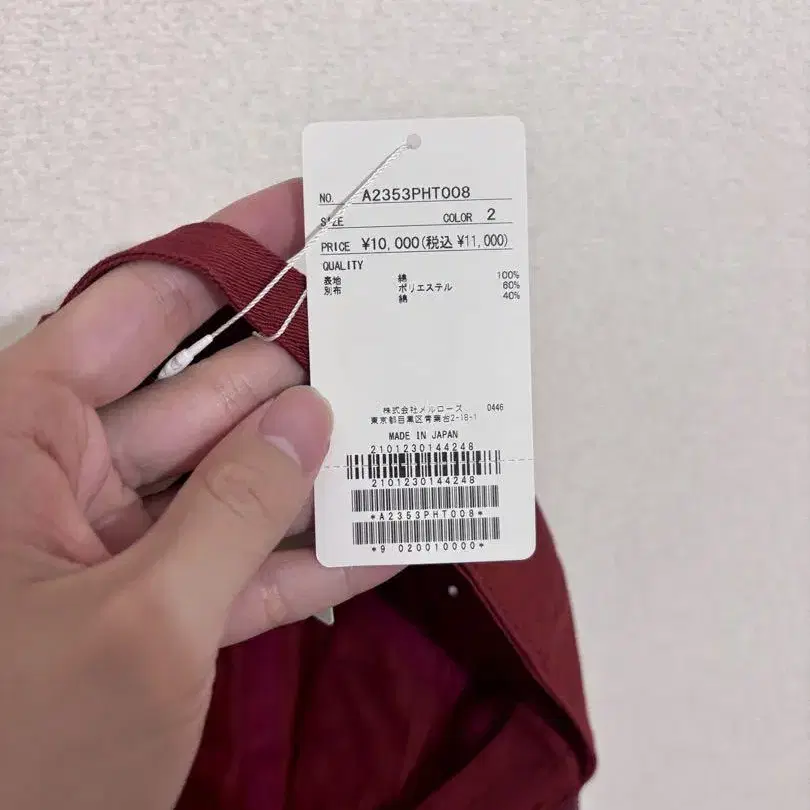 NO. A2353PHT008
SIZE COLOR 2
PRICE ¥10,000(税込 ¥11,000)
QUALITY
表地 綿 100%
別布 ポリエステル 60%
綿 40%
株式会社メルローズ 0446
東京都目黒区青葉台2-18-1
MADE IN JAPAN
2101230144248
2101230144248
*A2353PHT008*
*9 020010000*